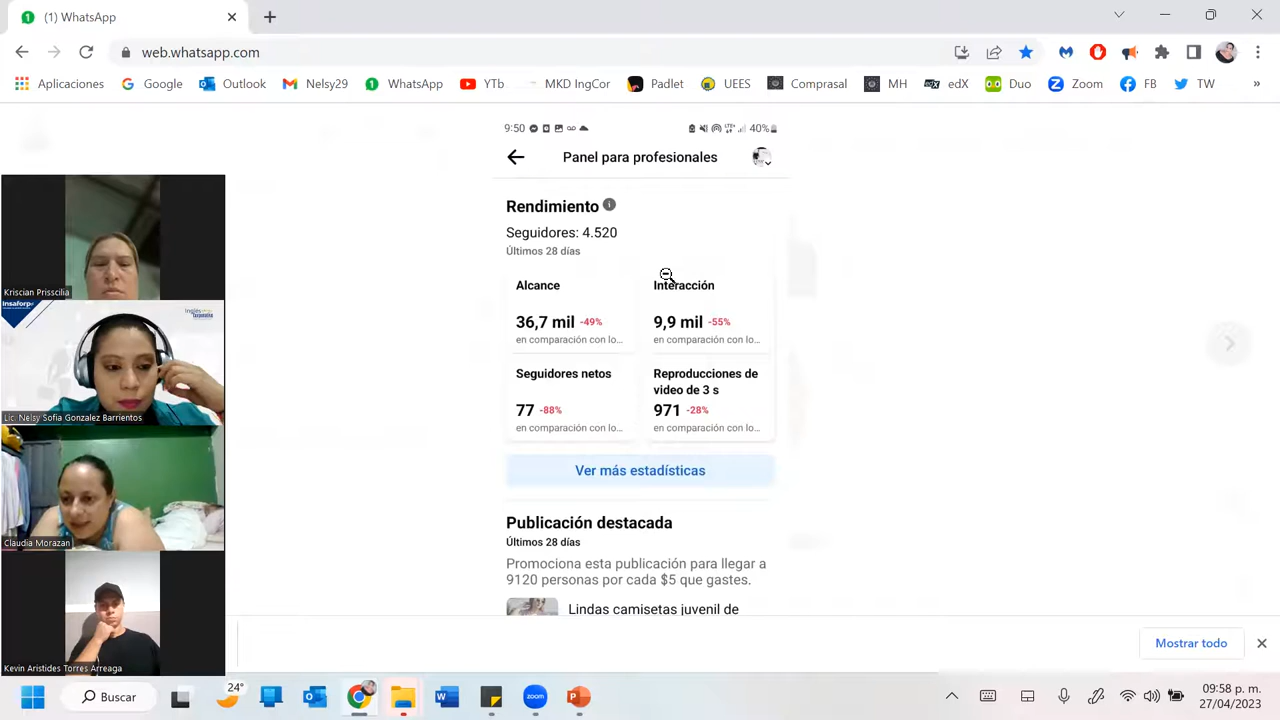 (1) WhatsApp
web.whatsapp.com
Aplicaciones
Google
Outlook
Nelsy29
WhatsApp
YTb
MKD IngCor
Padlet
UEES
Comprasal
MH
edX
Duo
Zoom
FB
TW
»
9:50
40%
Panel para profesionales
Rendimiento
Seguidores: 4.520
Últimos 28 días
Alcance
Interacción
36,7 mil -49%
9,9 mil -55%
en comparación con lo...
en comparación con lo...
Seguidores netos
Reproducciones de
video de 3 s
77 -88%
971 -28%
en comparación con lo...
en comparación con lo...
Ver más estadísticas
Publicación destacada
Últimos 28 días
Promociona esta publicación para llegar a
9120 personas por cada $5 que gastes.
Lindas camisetas juvenil de
Kriscian Prisscilia
insaforp
Lic. Nelsy Sofia Gonzalez Barrientos
Claudia Morazan
Kevin Aristides Torres Arreaga
Mostrar todo
24°
Buscar
zoom
09:58 p. m.
27/04/2023